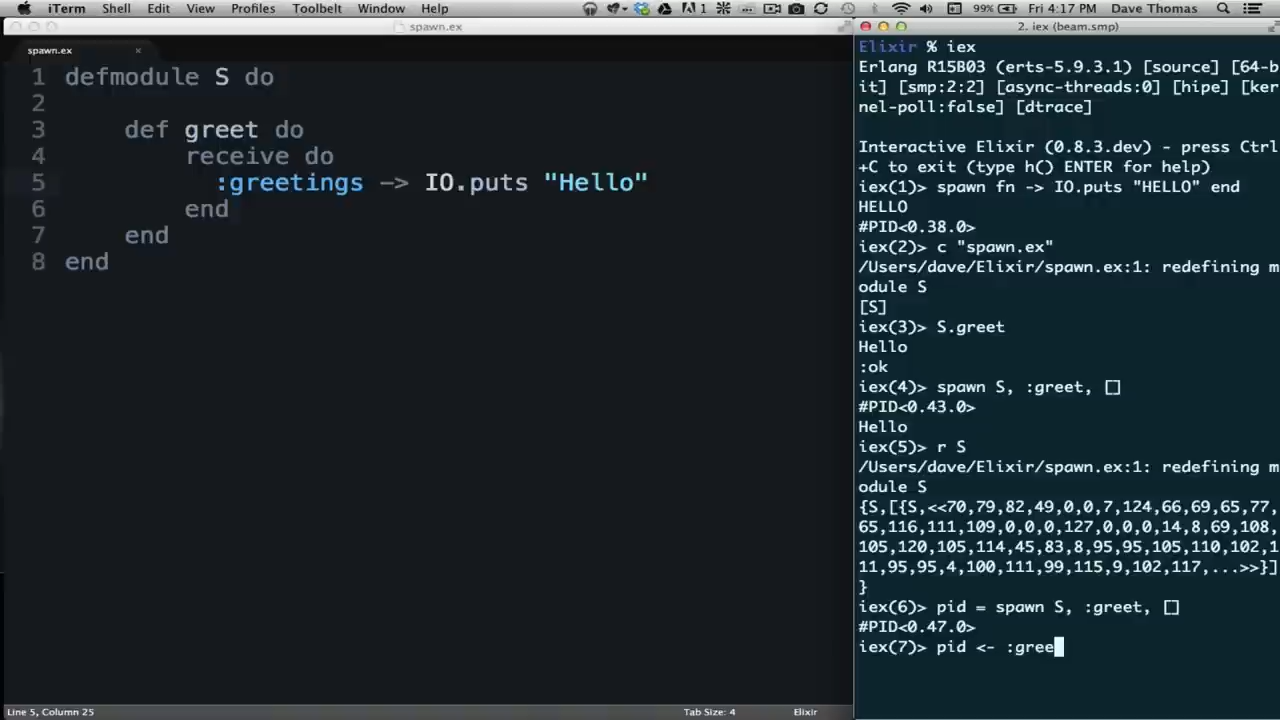 iTerm Shell Edit View Profiles Toolbelt Window Help 1 99% Fri 4:17 PM Dave Thomas
spawn.ex
spawn.ex ×
1 defmodule S do
2
3 def greet do
4 receive do
5 :greetings -> IO.puts "Hello"
6 end
7 end
8 end
Line 5, Column 25 Tab Size: 4 Elixir
2. iex (beam.smp)
Elixir % iex
Erlang R15B03 (erts-5.9.3.1) [source] [64-b
it] [smp:2:2] [async-threads:0] [hipe] [ker
nel-poll:false] [dtrace]
Interactive Elixir (0.8.3.dev) - press Ctrl
+C to exit (type h() ENTER for help)
iex(1)> spawn fn -> IO.puts "HELLO" end
HELLO
#PID<0.38.0>
iex(2)> c "spawn.ex"
/Users/dave/Elixir/spawn.ex:1: redefining m
odule S
[S]
iex(3)> S.greet
Hello
:ok
iex(4)> spawn S, :greet, []
#PID<0.43.0>
Hello
iex(5)> r S
/Users/dave/Elixir/spawn.ex:1: redefining m
odule S
{S,[{S,<<70,79,82,49,0,0,7,124,66,69,65,77,
65,116,111,109,0,0,0,127,0,0,0,14,8,69,108,
105,120,105,114,45,83,8,95,95,105,110,102,1
11,95,95,4,100,111,99,115,9,102,117,...>>}]
}
iex(6)> pid = spawn S, :greet, []
#PID<0.47.0>
iex(7)> pid <- :gree